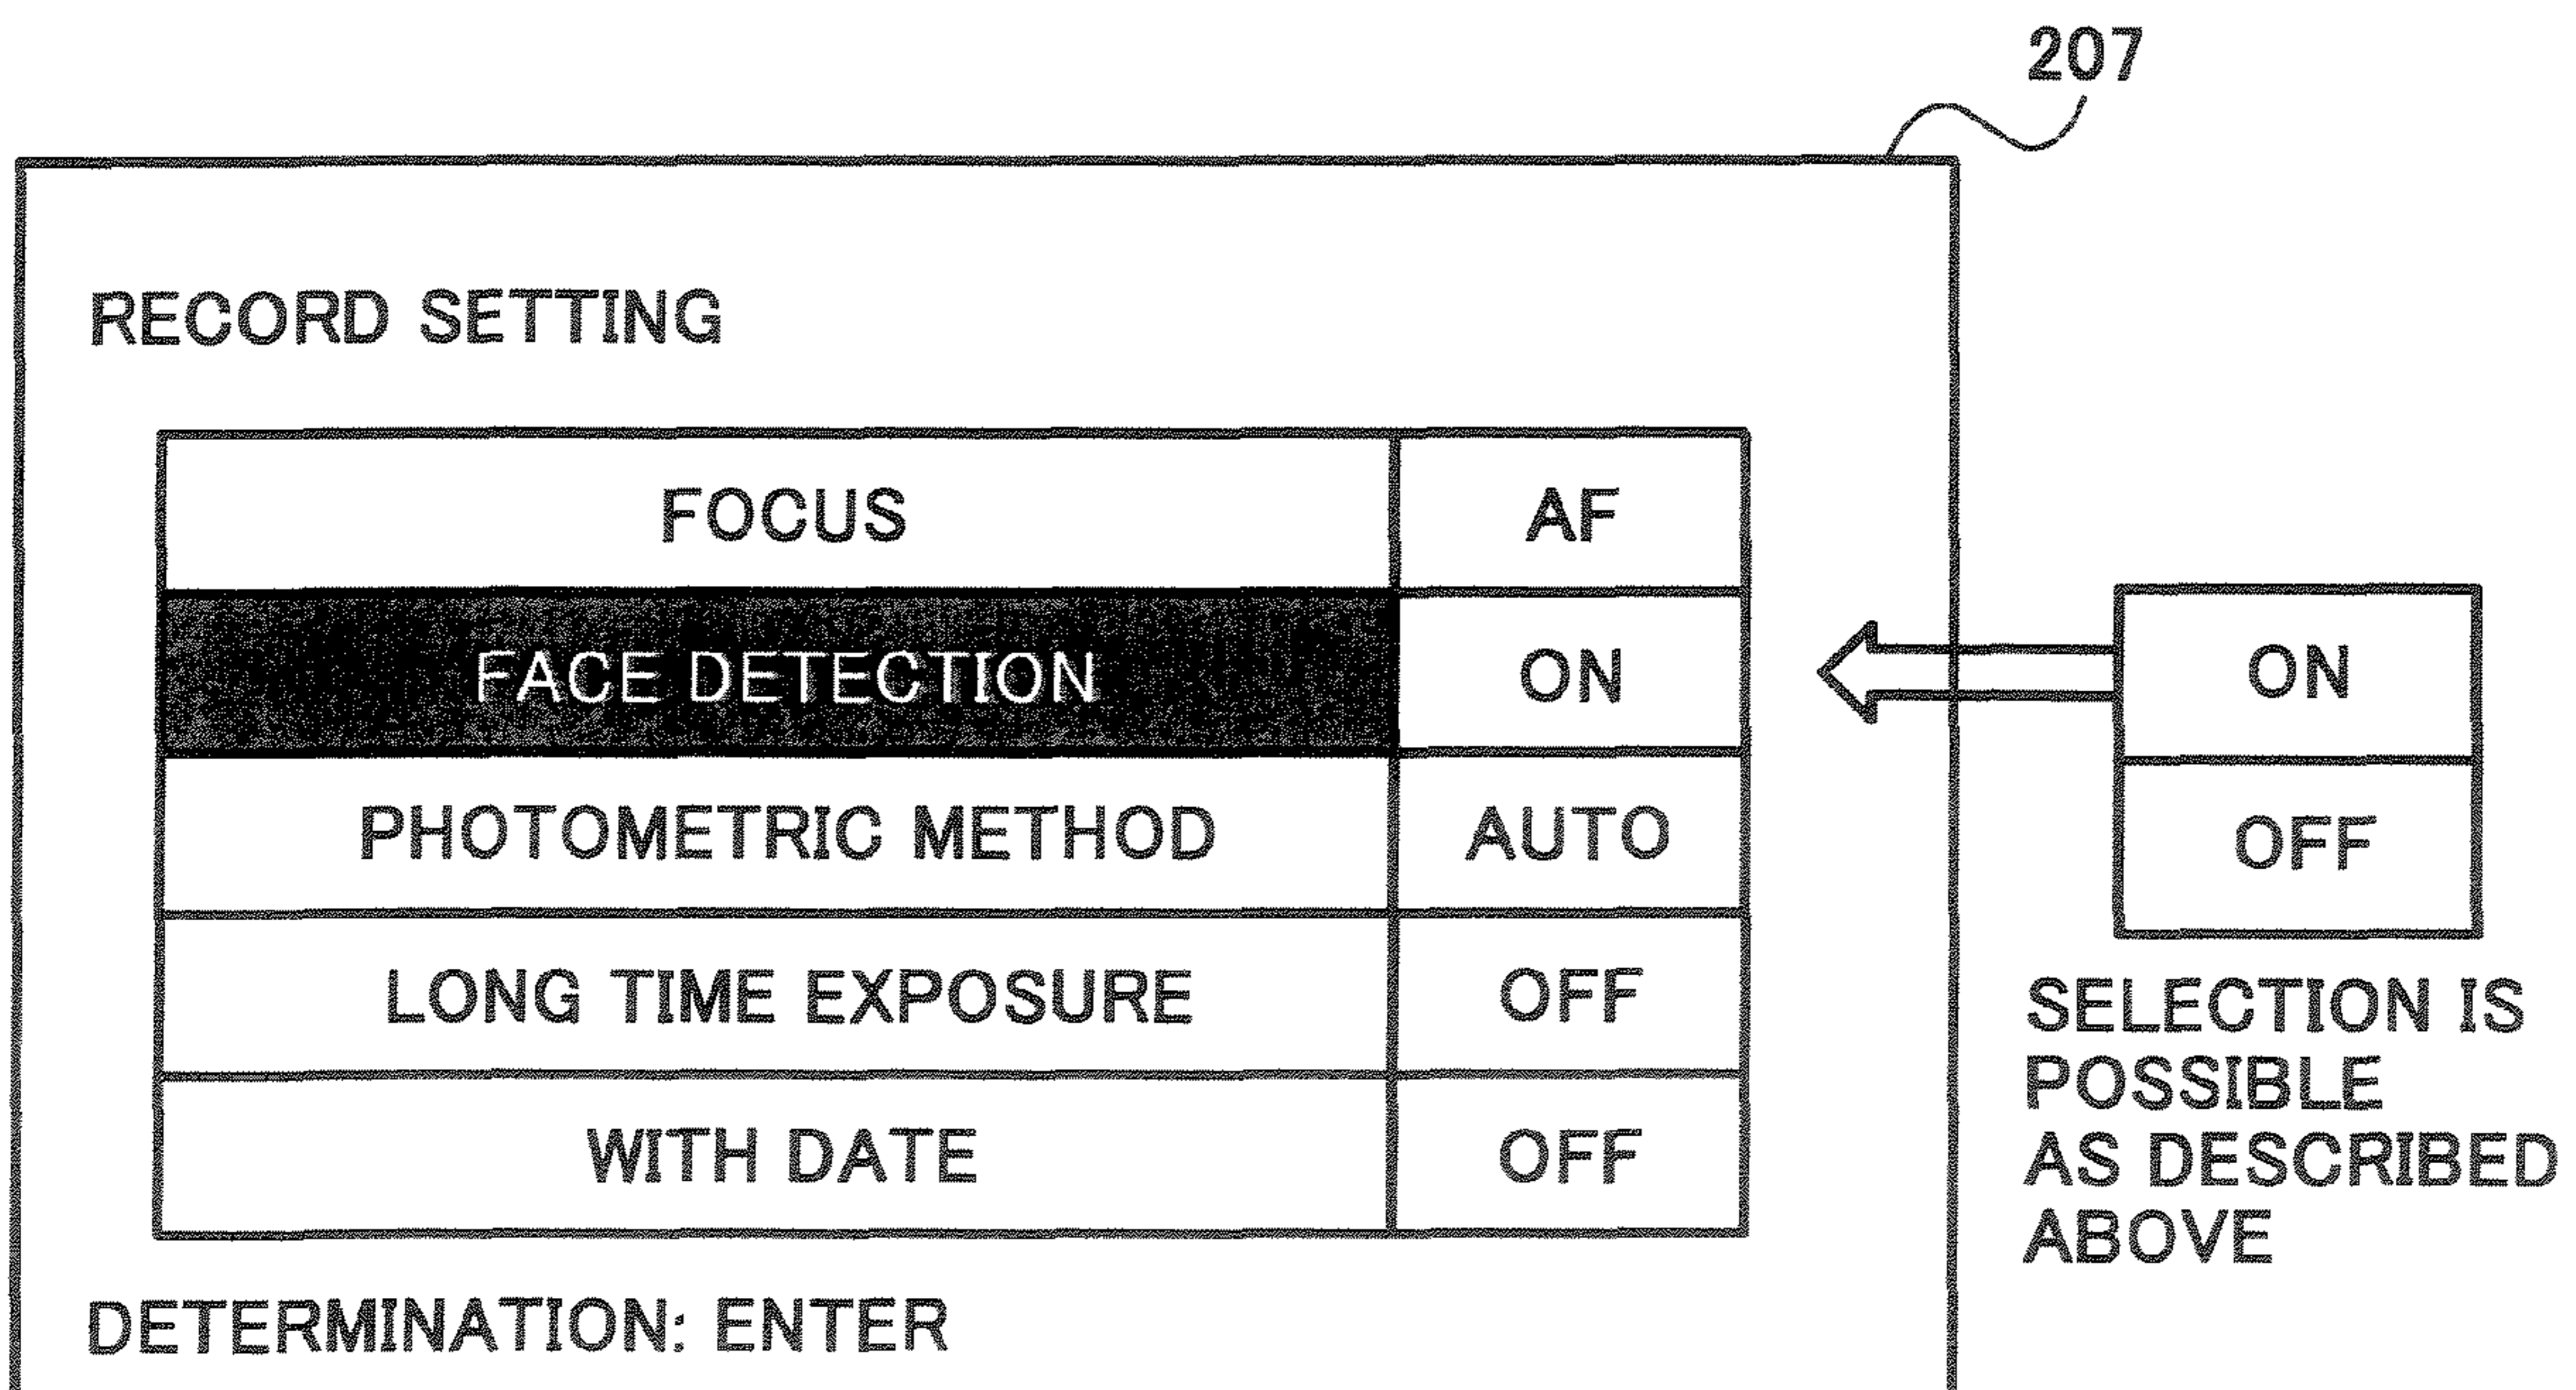 207
RECORD SETTING
FOCUS AF
FACE DETECTION ON
PHOTOMETRIC METHOD AUTO
LONG TIME EXPOSURE OFF
WITH DATE OFF
DETERMINATION: ENTER
ON
OFF
SELECTION IS
POSSIBLE
AS DESCRIBED
ABOVE